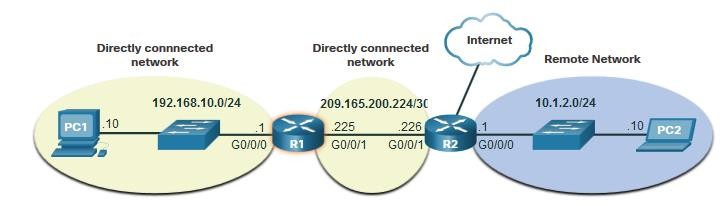 Directly connnected
network
Directly connnected
network
Internet
Remote Network
192.168.10.0/24
209.165.200.224/30
10.1.2.0/24
PC1
.10
.1
G0/0/0
R1
.225
G0/0/1
.226
G0/0/1
R2
.1
G0/0/0
.10
PC2